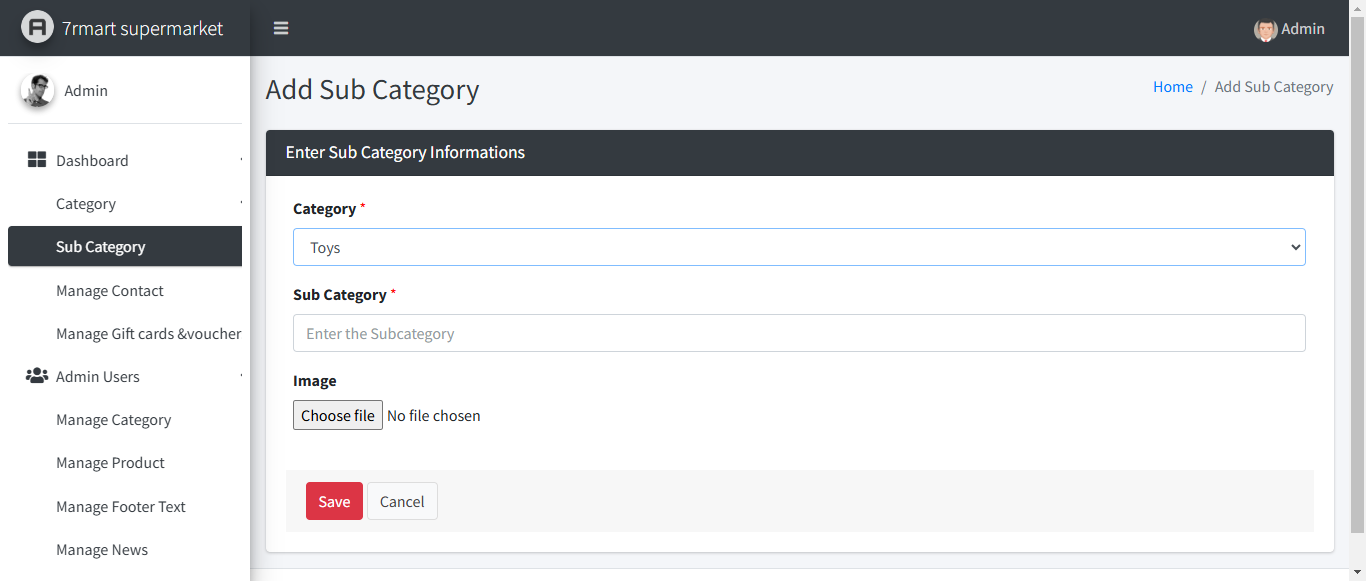 7rmart supermarket
Admin
Admin
Dashboard
Category
Sub Category
Manage Contact
Manage Gift cards &voucher
Admin Users
Manage Category
Manage Product
Manage Footer Text
Manage News
Add Sub Category
Home / Add Sub Category
Enter Sub Category Informations
Category *
Toys
Sub Category *
Enter the Subcategory
Image
Choose file No file chosen
Save Cancel